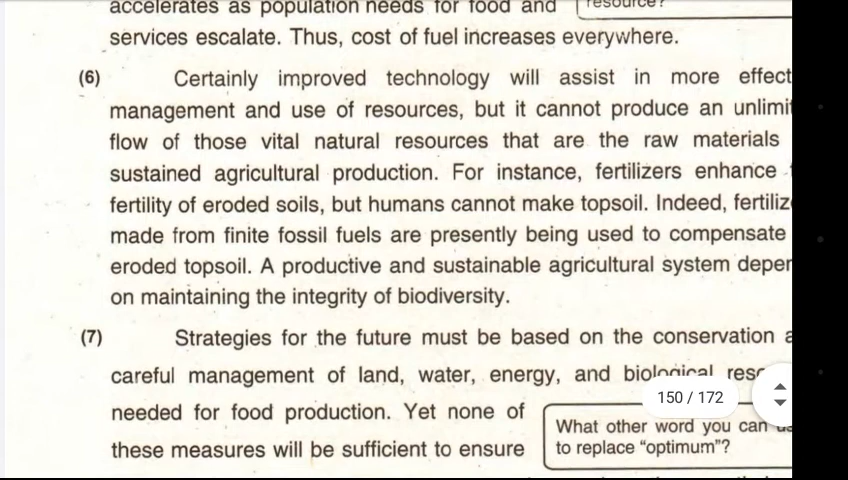 accelerates as population needs for food and
resource?
services escalate. Thus, cost of fuel increases everywhere.
(6) Certainly improved technology will assist in more effect
management and use of resources, but it cannot produce an unlimit
flow of those vital natural resources that are the raw materials
sustained agricultural production. For instance, fertilizers enhance
fertility of eroded soils, but humans cannot make topsoil. Indeed, fertiliz
made from finite fossil fuels are presently being used to compensate
eroded topsoil. A productive and sustainable agricultural system depen
on maintaining the integrity of biodiversity.
(7) Strategies for the future must be based on the conservation a
careful management of land, water, energy, and biological reso
150 / 172
needed for food production. Yet none of
these measures will be sufficient to ensure
What other word you can us
to replace “optimum”?